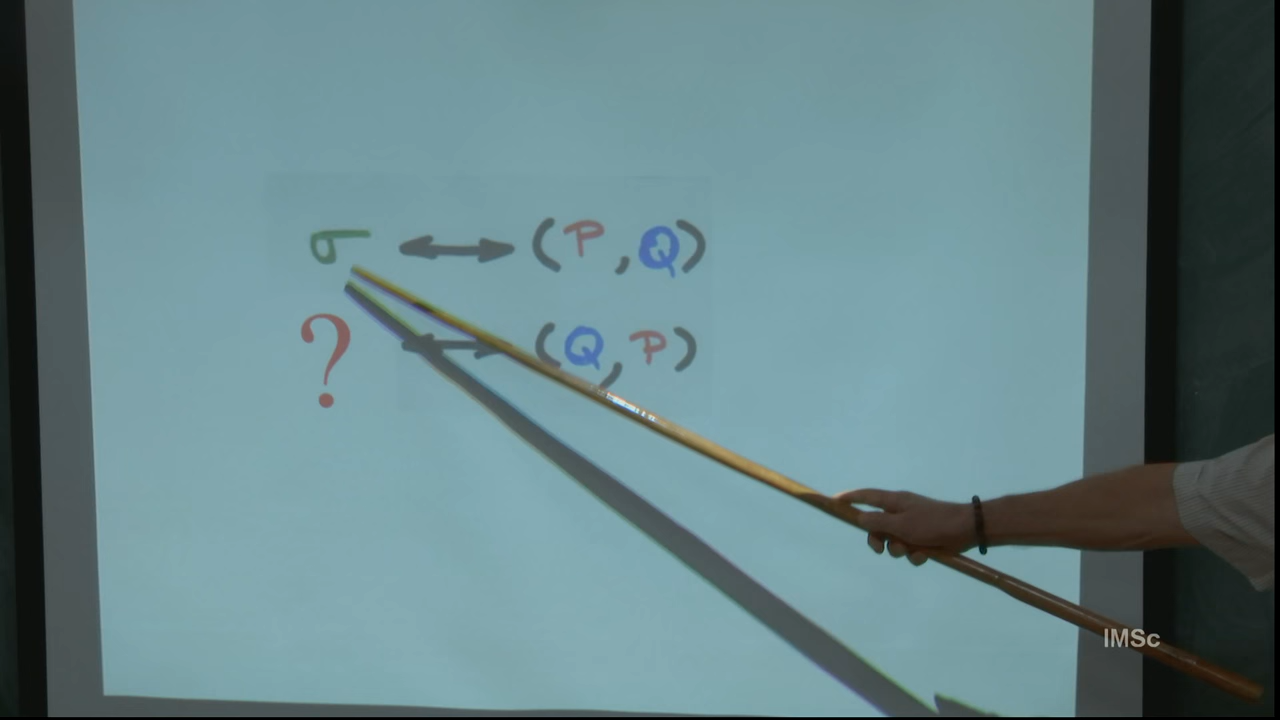 σ ↔ (P, Q)
? ↔ (Q, P)
IMSc